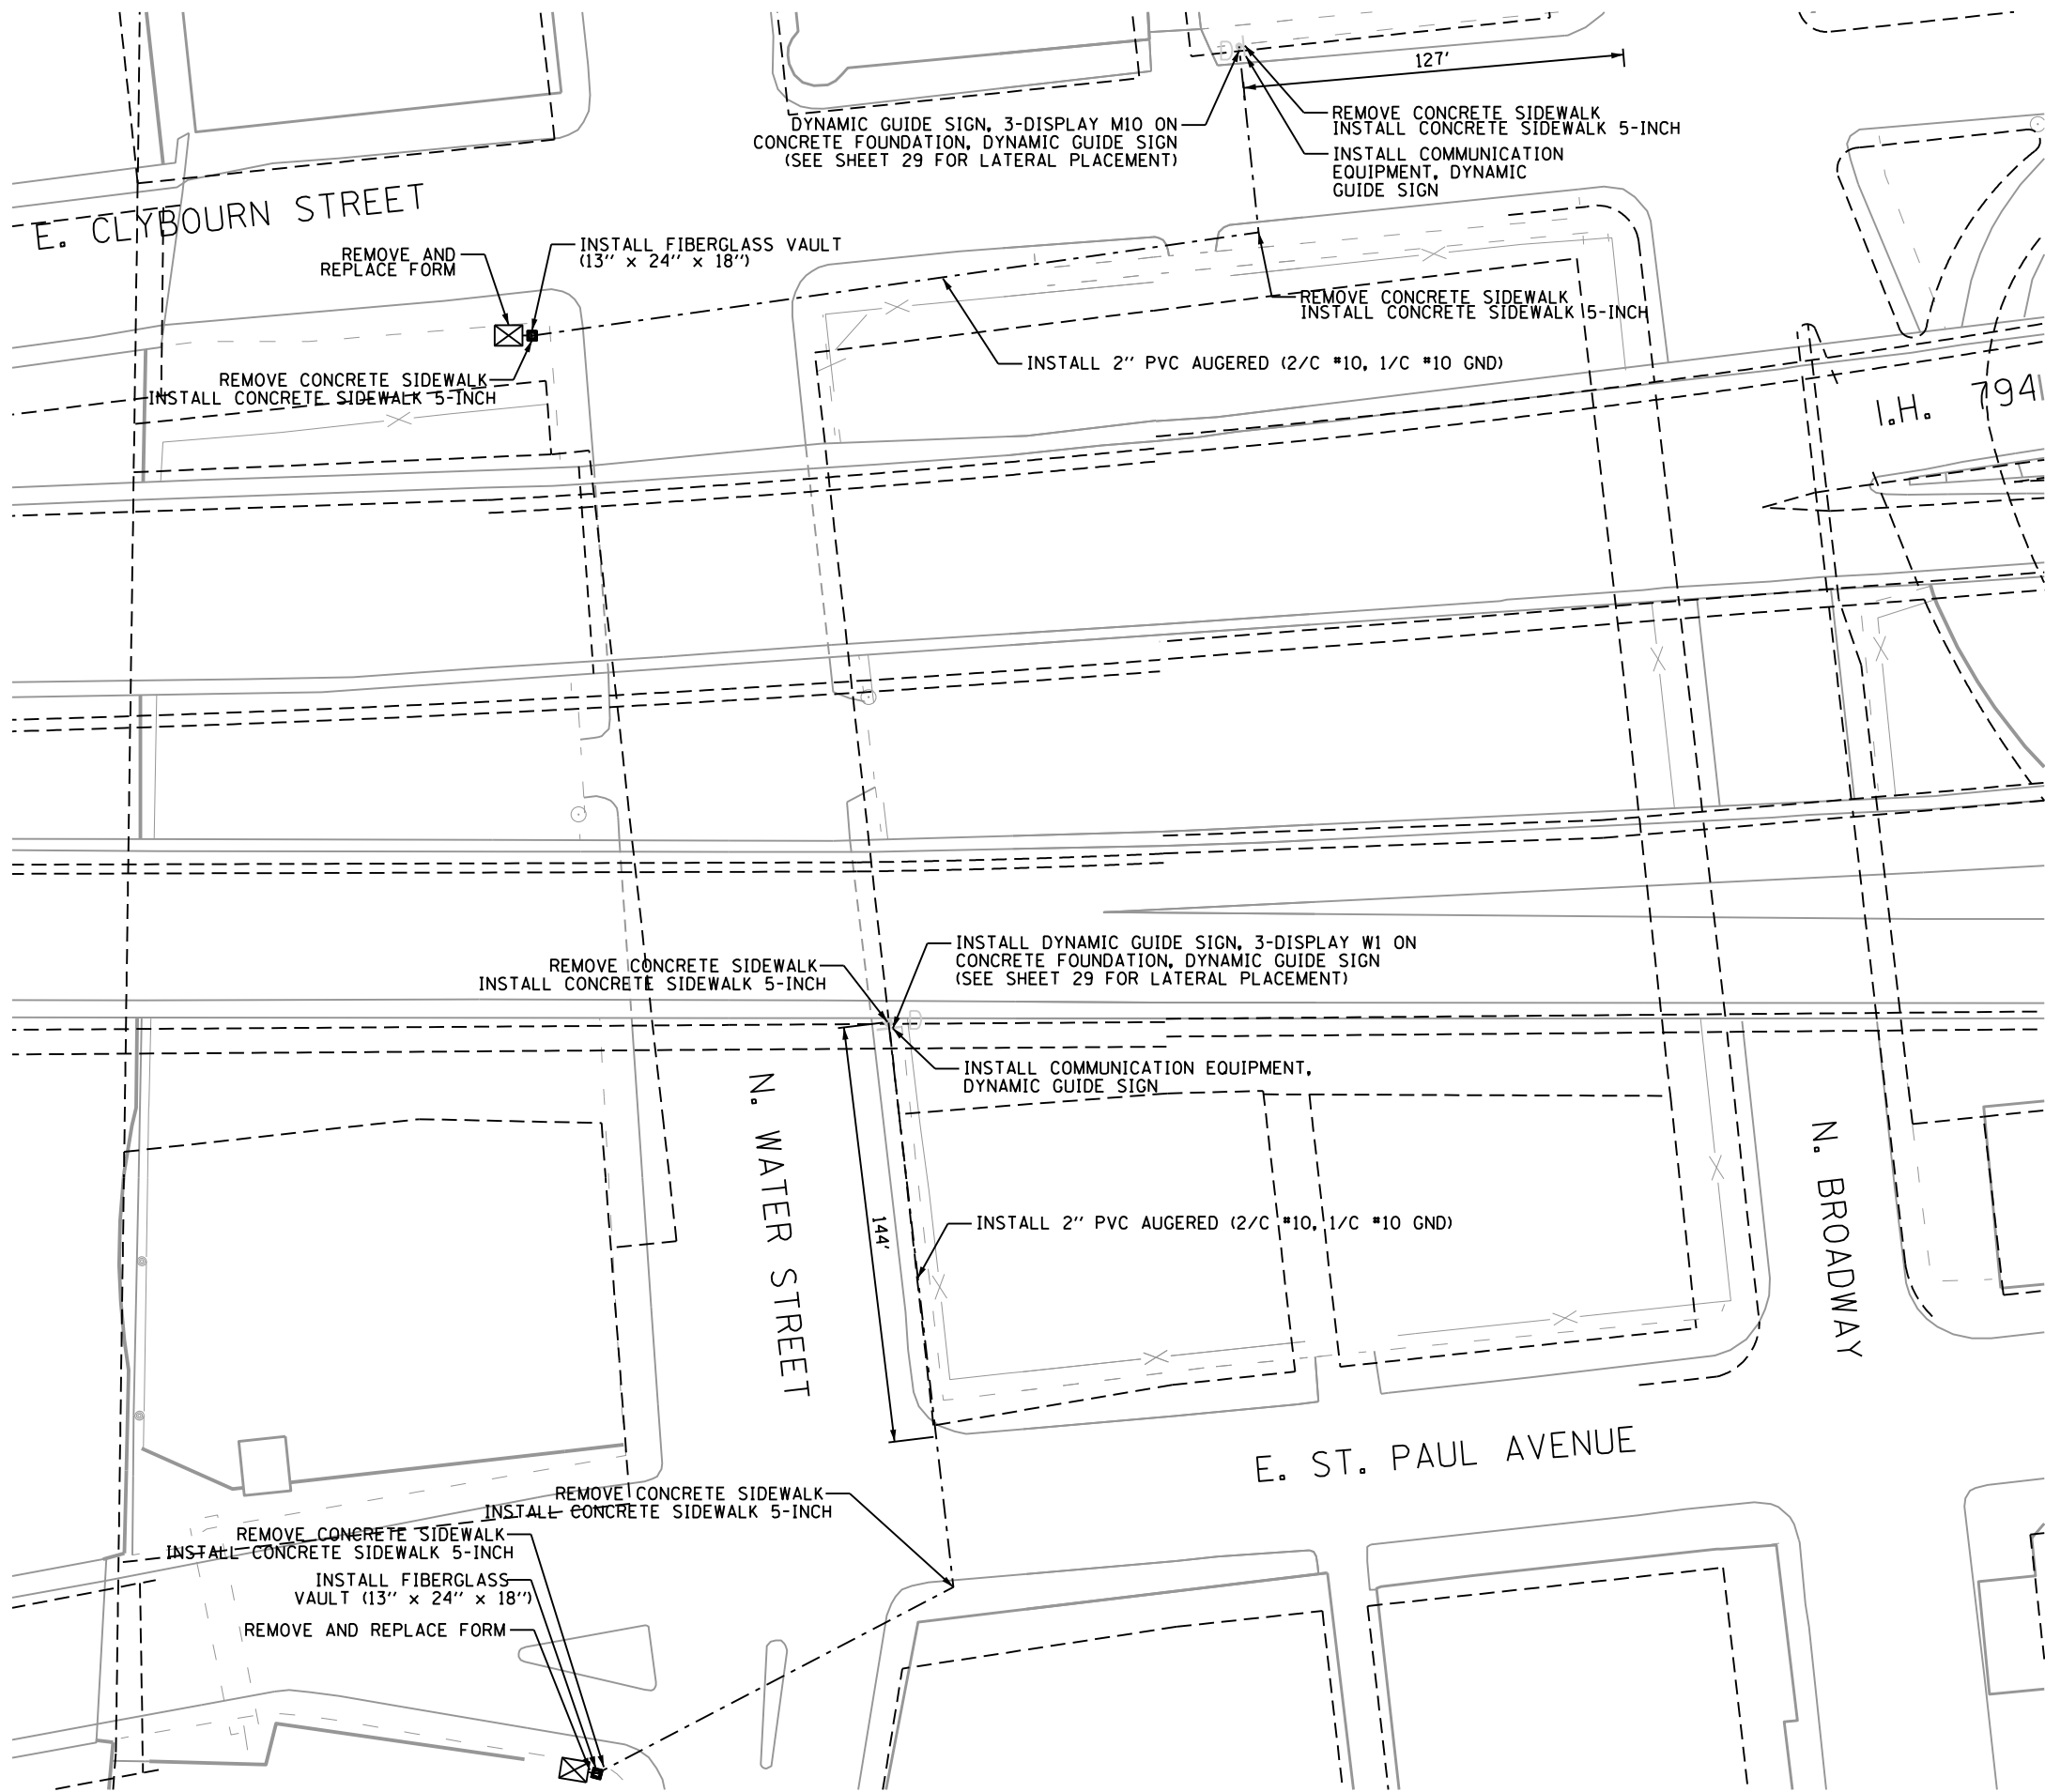 127'
DYNAMIC GUIDE SIGN, 3-DISPLAY M10 ON
CONCRETE FOUNDATION, DYNAMIC GUIDE SIGN
(SEE SHEET 29 FOR LATERAL PLACEMENT)
REMOVE CONCRETE SIDEWALK
INSTALL CONCRETE SIDEWALK 5-INCH
INSTALL COMMUNICATION
EQUIPMENT, DYNAMIC
GUIDE SIGN
E. CLYBOURN STREET
REMOVE AND
REPLACE FORM
INSTALL FIBERGLASS VAULT
(13" x 24" x 18")
REMOVE CONCRETE SIDEWALK
INSTALL CONCRETE SIDEWALK 5-INCH
INSTALL 2" PVC AUGERED (2/C #10, 1/C #10 GND)
REMOVE CONCRETE SIDEWALK
INSTALL CONCRETE SIDEWALK 5-INCH
I.H. 794
INSTALL DYNAMIC GUIDE SIGN, 3-DISPLAY W1 ON
CONCRETE FOUNDATION, DYNAMIC GUIDE SIGN
(SEE SHEET 29 FOR LATERAL PLACEMENT)
REMOVE CONCRETE SIDEWALK
INSTALL CONCRETE SIDEWALK 5-INCH
D
INSTALL COMMUNICATION EQUIPMENT,
DYNAMIC GUIDE SIGN
N. WATER STREET
144'
INSTALL 2" PVC AUGERED (2/C #10, 1/C #10 GND)
N. BROADWAY
E. ST. PAUL AVENUE
REMOVE CONCRETE SIDEWALK
INSTALL CONCRETE SIDEWALK 5-INCH
REMOVE CONCRETE SIDEWALK
INSTALL CONCRETE SIDEWALK 5-INCH
INSTALL FIBERGLASS
VAULT (13" x 24" x 18")
REMOVE AND REPLACE FORM